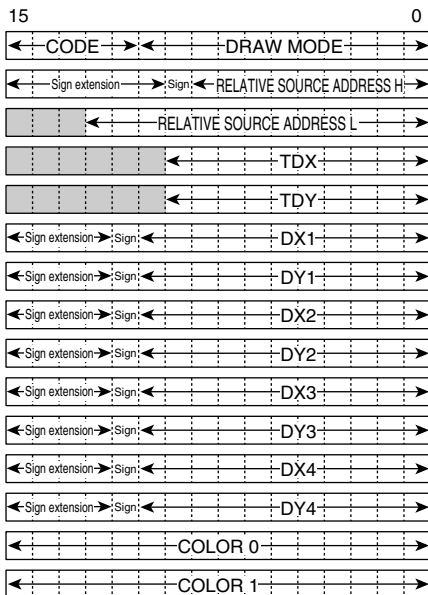 15 0
CODE DRAW MODE
Sign extension Sign RELATIVE SOURCE ADDRESS H
RELATIVE SOURCE ADDRESS L
TDX
TDY
Sign extension Sign DX1
Sign extension Sign DY1
Sign extension Sign DX2
Sign extension Sign DY2
Sign extension Sign DX3
Sign extension Sign DY3
Sign extension Sign DX4
Sign extension Sign DY4
COLOR 0
COLOR 1